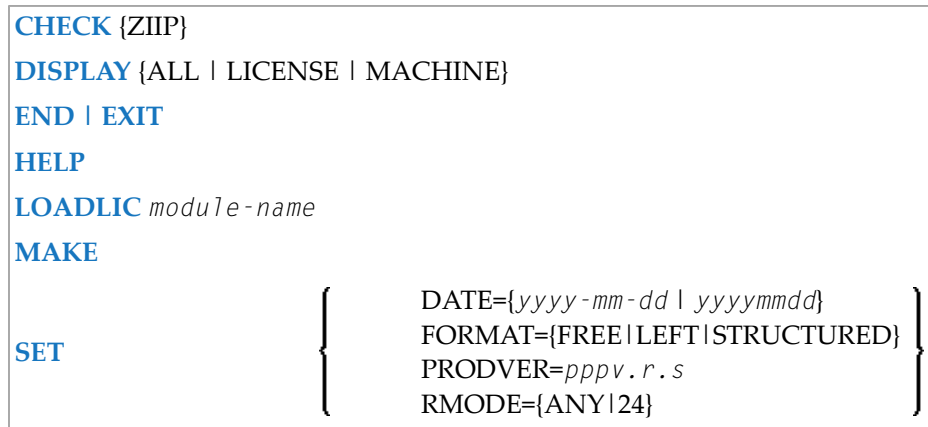 CHECK {ZIIP}
DISPLAY {ALL | LICENSE | MACHINE}
END | EXIT
HELP
LOADLIC module-name
MAKE
SET
DATE={yyyy-mm-dd | yyyymmdd}
FORMAT={FREE|LEFT|STRUCTURED}
PRODVER=pppv.r.s
RMODE={ANY|24}